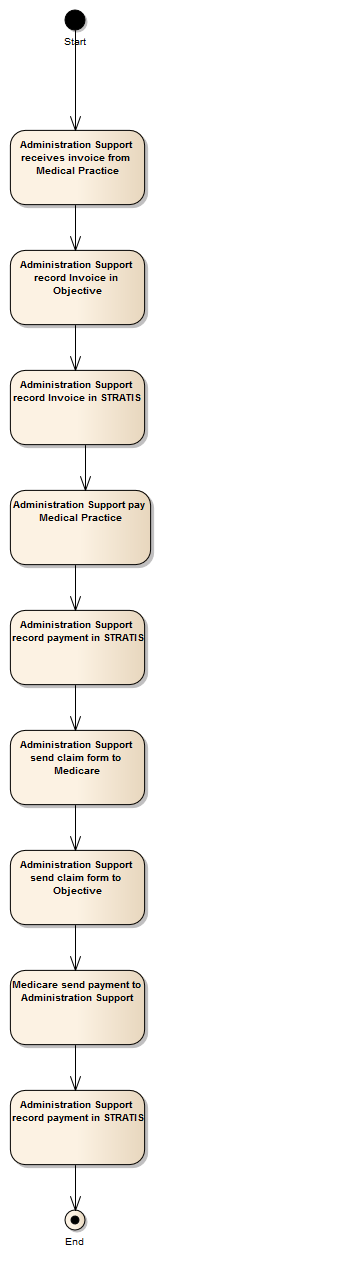 Start
Administration Support
receives invoice from
Medical Practice
Administration Support
record Invoice in
Objective
Administration Support
record Invoice in STRATIS
Administration Support pay
Medical Practice
Administration Support
record payment in STRATIS
Administration Support
send claim form to
Medicare
Administration Support
send claim form to
Objective
Medicare send payment to
Administration Support
Administration Support
record payment in STRATIS
End